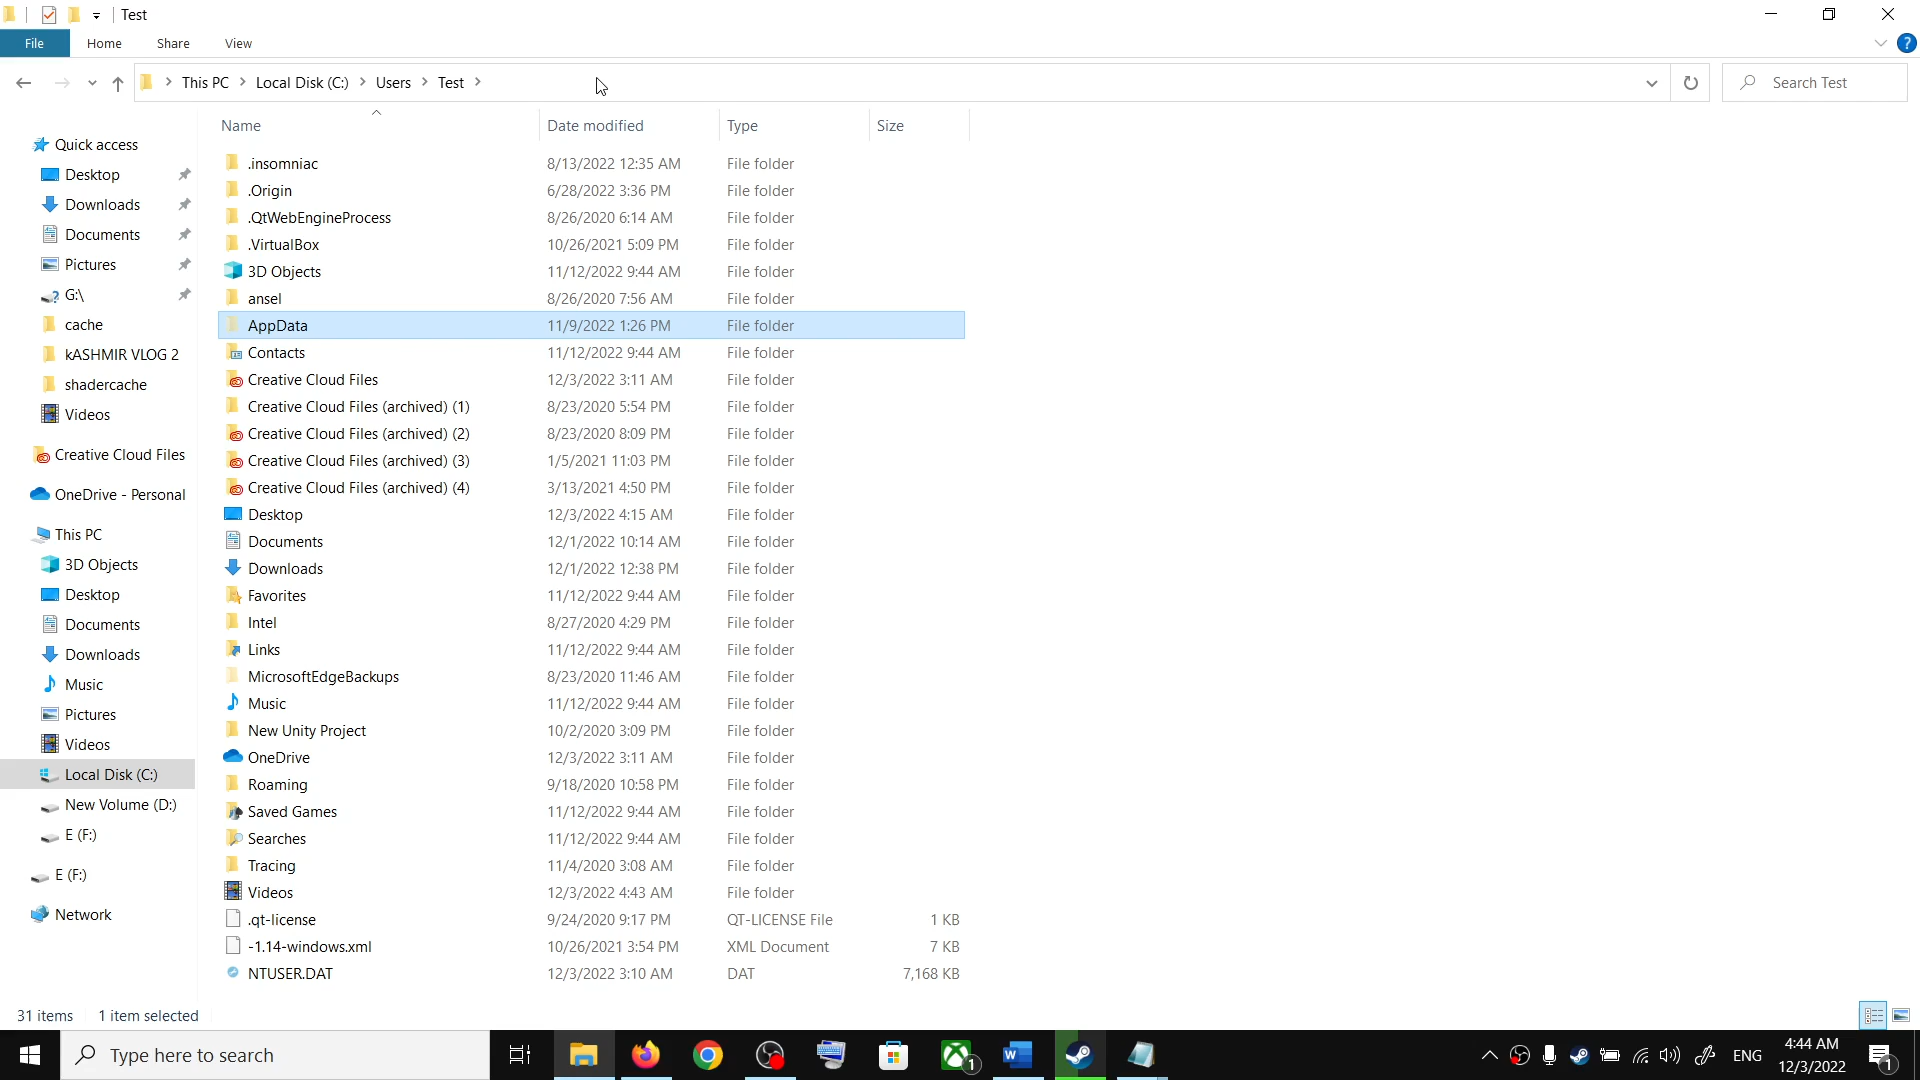 Test
File Home Share View
This PC Local Disk (C:) Users Test Search Test
Name Date modified Type Size
Quick access
Desktop
Downloads
Documents
Pictures
G:\
cache
kASHMIR VLOG 2
shadercache
Videos
Creative Cloud Files
OneDrive - Personal
This PC
3D Objects
Desktop
Documents
Downloads
Music
Pictures
Videos
Local Disk (C:)
New Volume (D:)
E (F:)
E (F:)
Network
.insomniac 8/13/2022 12:35 AM File folder
.Origin 6/28/2022 3:36 PM File folder
.QtWebEngineProcess 8/26/2020 6:14 AM File folder
.VirtualBox 10/26/2021 5:09 PM File folder
3D Objects 11/12/2022 9:44 AM File folder
ansel 8/26/2020 7:56 AM File folder
AppData 11/9/2022 1:26 PM File folder
Contacts 11/12/2022 9:44 AM File folder
Creative Cloud Files 12/3/2022 3:11 AM File folder
Creative Cloud Files (archived) (1) 8/23/2020 5:54 PM File folder
Creative Cloud Files (archived) (2) 8/23/2020 8:09 PM File folder
Creative Cloud Files (archived) (3) 1/5/2021 11:03 PM File folder
Creative Cloud Files (archived) (4) 3/13/2021 4:50 PM File folder
Desktop 12/3/2022 4:15 AM File folder
Documents 12/1/2022 10:14 AM File folder
Downloads 12/1/2022 12:38 PM File folder
Favorites 11/12/2022 9:44 AM File folder
Intel 8/27/2020 4:29 PM File folder
Links 11/12/2022 9:44 AM File folder
MicrosoftEdgeBackups 8/23/2020 11:46 AM File folder
Music 11/12/2022 9:44 AM File folder
New Unity Project 10/2/2020 3:09 PM File folder
OneDrive 12/3/2022 3:11 AM File folder
Roaming 9/18/2020 10:58 PM File folder
Saved Games 11/12/2022 9:44 AM File folder
Searches 11/12/2022 9:44 AM File folder
Tracing 11/4/2020 3:08 AM File folder
Videos 12/3/2022 4:43 AM File folder
.qt-license 9/24/2020 9:17 PM QT-LICENSE File 1 KB
-1.14-windows.xml 10/26/2021 3:54 PM XML Document 7 KB
NTUSER.DAT 12/3/2022 3:10 AM DAT 7,168 KB
31 items 1 item selected
Type here to search 1 ENG 4:44 AM 1
12/3/2022